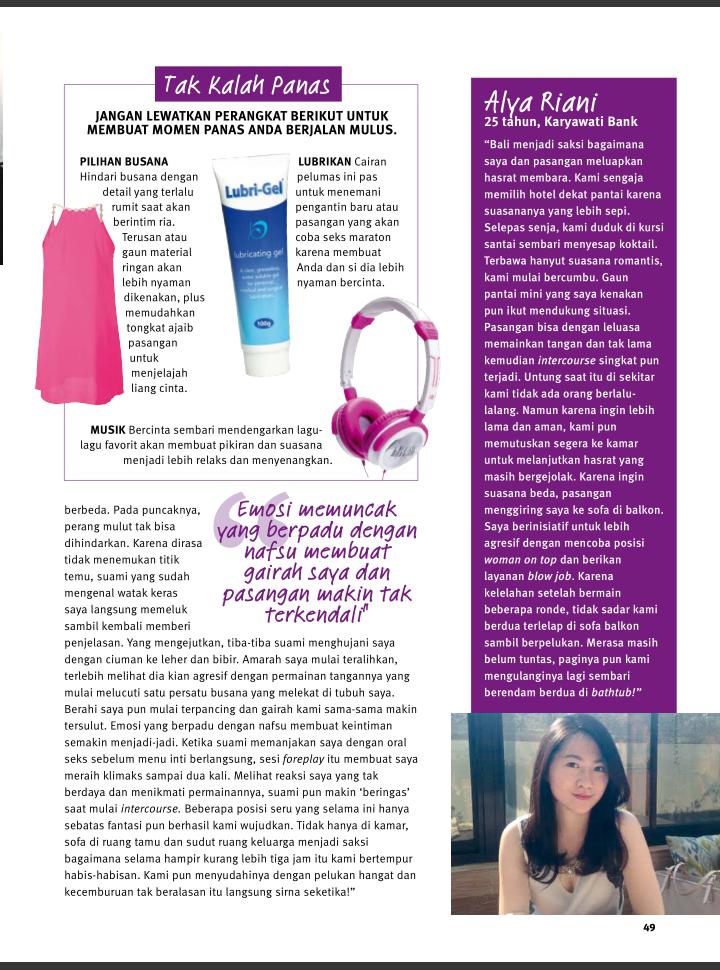 Tak Kalah Panas
JANGAN LEWATKAN PERANGKAT BERIKUT UNTUK
MEMBUAT MOMEN PANAS ANDA BERJALAN MULUS.
PILIHAN BUSANA
Hindari busana dengan
detail yang terlalu
rumit saat akan
berintim ria.
Terusan atau
gaun material
ringan akan
lebih nyaman
dikenakan, plus
memudahkan
tongkat ajaib
pasangan
untuk
menjelajah
liang cinta.
Lubri-Gel
lubricating gel
100g
LUBRIKAN Cairan
pelumas ini pas
untuk menemani
pengantin baru atau
pasangan yang akan
coba seks maraton
karena membuat
Anda dan si dia lebih
nyaman bercinta.
MUSIK Bercinta sembari mendengarkan lagu-
lagu favorit akan membuat pikiran dan suasana
menjadi lebih relaks dan menyenangkan.
berbeda. Pada puncaknya,
perang mulut tak bisa
dihindarkan. Karena dirasa
tidak menemukan titik
temu, suami yang sudah
mengenal watak keras
saya langsung memeluk
sambil kembali memberi
penjelasan. Yang mengejutkan, tiba-tiba suami menghujani saya
dengan ciuman ke leher dan bibir. Amarah saya mulai teralihkan,
terlebih melihat dia kian agresif dengan permainan tangannya yang
mulai melucuti satu persatu busana yang melekat di tubuh saya.
Berahi saya pun mulai terpancing dan gairah kami sama-sama makin
tersulut. Emosi yang berpadu dengan nafsu membuat keintiman
semakin menjadi-jadi. Ketika suami memanjakan saya dengan oral
seks sebelum menu inti berlangsung, sesi foreplay itu membuat saya
meraih klimaks sampai dua kali. Melihat reaksi saya yang tak
berdaya dan menikmati permainannya, suami pun makin ‘beringas’
saat mulai intercourse. Beberapa posisi seru yang selama ini hanya
sebatas fantasi pun berhasil kami wujudkan. Tidak hanya di kamar,
sofa di ruang tamu dan sudut ruang keluarga menjadi saksi
bagaimana selama hampir kurang lebih tiga jam itu kami bertempur
habis-habisan. Kami pun menyudahinya dengan pelukan hangat dan
kecemburuan tak beralasan itu langsung sirna seketika!”
“Emosi memuncak
yang berpadu dengan
nafsu membuat
gairah saya dan
pasangan makin tak
terkendali"
Alya Riani
25 tahun, Karyawati Bank
“Bali menjadi saksi bagaimana
saya dan pasangan meluapkan
hasrat membara. Kami sengaja
memilih hotel dekat pantai karena
suasananya yang lebih sepi.
Selepas senja, kami duduk di kursi
santai sembari menyesap koktail.
Terbawa hanyut suasana romantis,
kami mulai bercumbu. Gaun
pantai mini yang saya kenakan
pun ikut mendukung situasi.
Pasangan bisa dengan leluasa
memainkan tangan dan tak lama
kemudian intercourse singkat pun
terjadi. Untung saat itu di sekitar
kami tidak ada orang berlalu-
lalang. Namun karena ingin lebih
lama dan aman, kami pun
memutuskan segera ke kamar
untuk melanjutkan hasrat yang
masih bergejolak. Karena ingin
suasana beda, pasangan
menggiring saya ke sofa di balkon.
Saya berinisiatif untuk lebih
agresif dengan mencoba posisi
woman on top dan berikan
layanan blow job. Karena
kelelahan setelah bermain
beberapa ronde, tidak sadar kami
berdua terlelap di sofa balkon
sambil berpelukan. Merasa masih
belum tuntas, paginya pun kami
mengulanginya lagi sembari
berendam berdua di bathtub!”
49